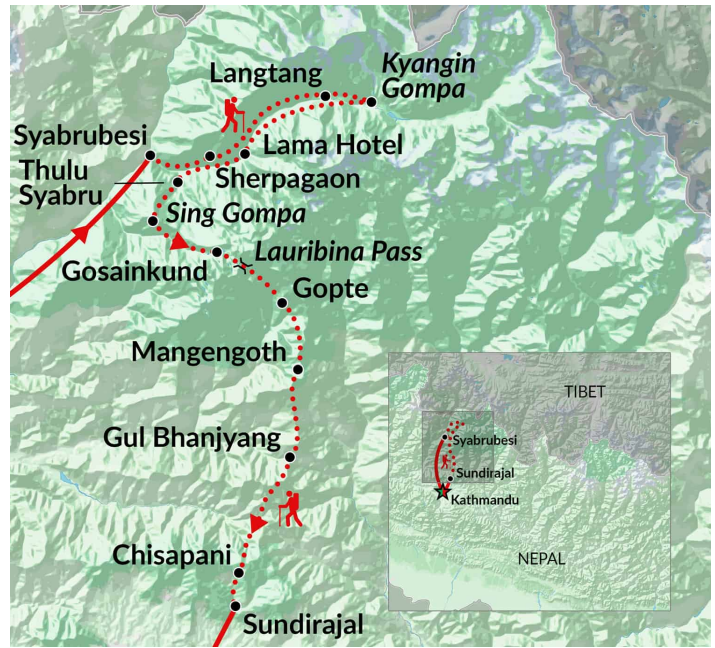 Kyangin
Gompa
Langtang
Syabrubesi
Lama Hotel
Thulu
Syabru
Sherpagaon
Sing Gompa
Lauribina Pass
Gosainkund
Gopte
Mangengoth
TIBET
Syabrubesi
Gul Bhanjyang
Sundirajal
Kathmandu
NEPAL
Chisapani
Sundirajal